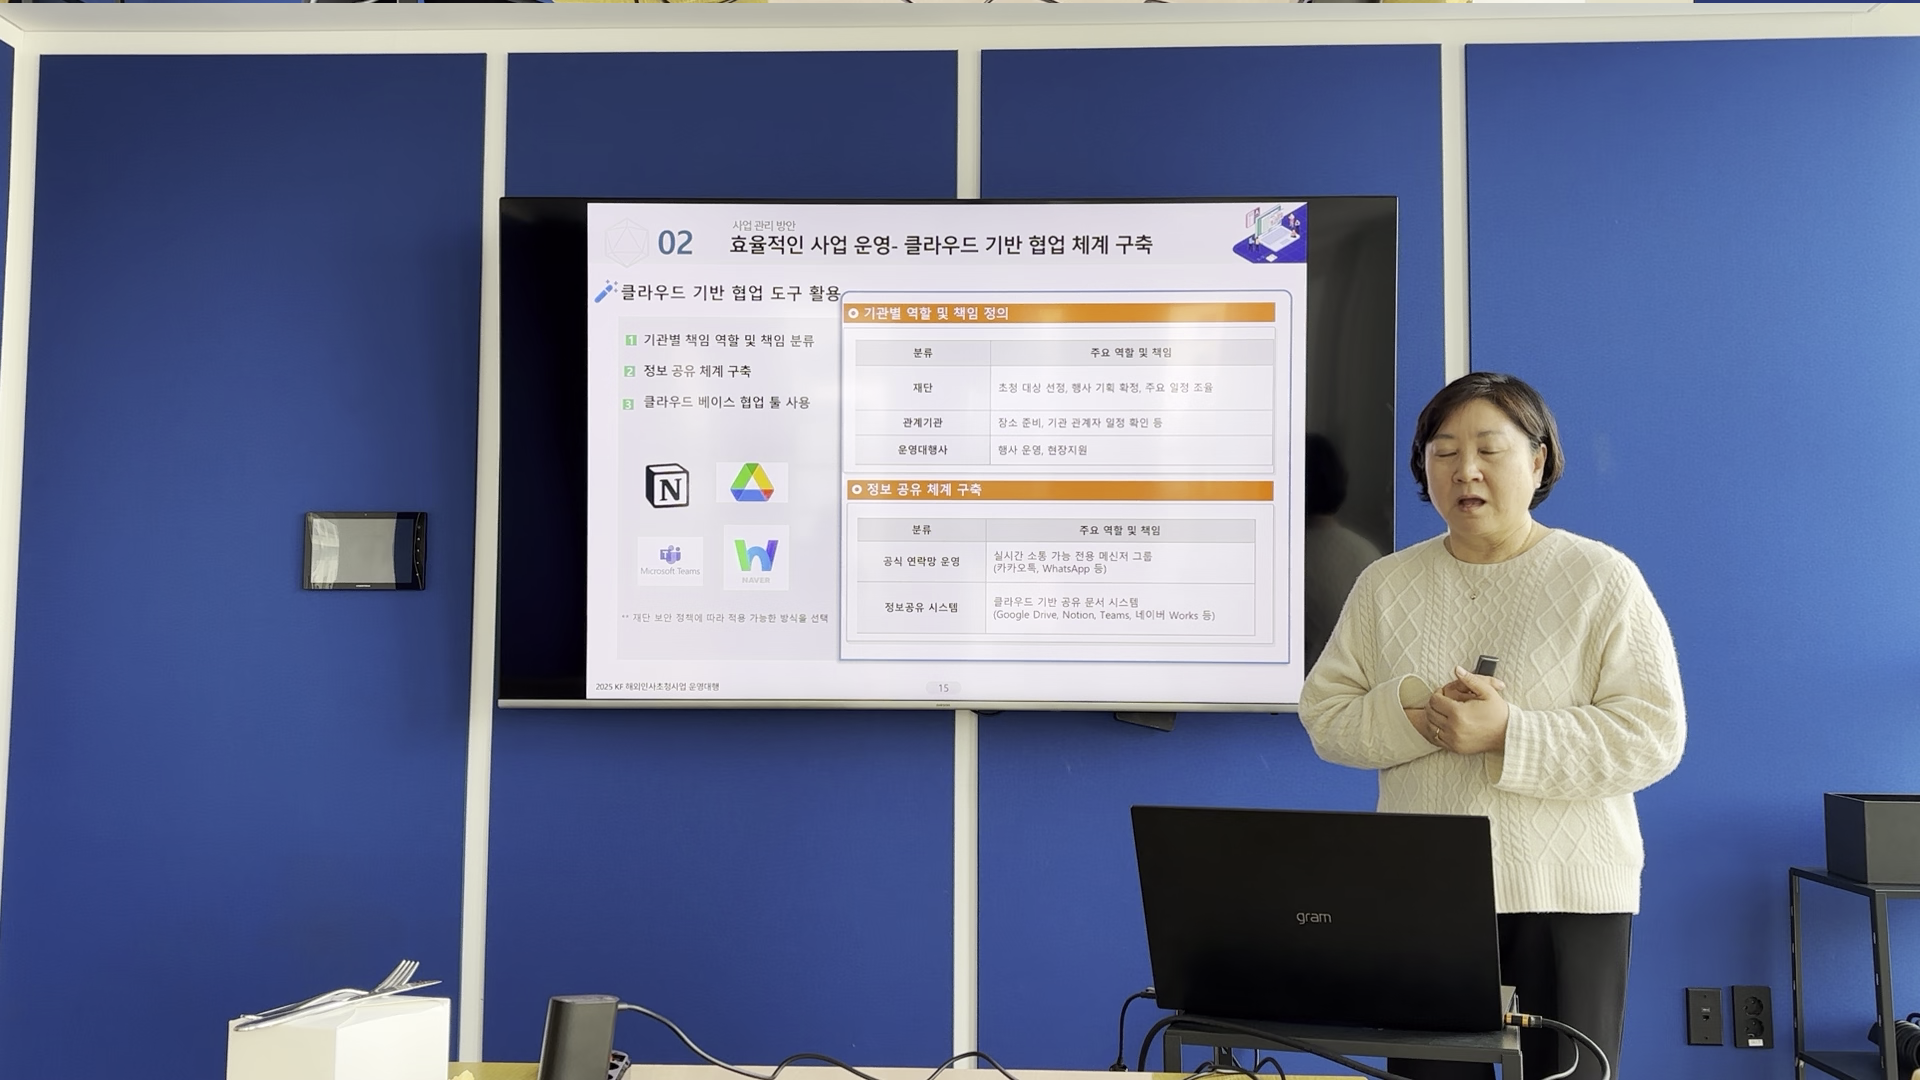 사업 관리 방안
02
효율적인 사업 운영- 클라우드 기반 협업 체계 구축
클라우드 기반 협업 도구 활용
1 기관별 책임 역할 및 책임 분류
2 정보 공유 체계 구축
3 클라우드 베이스 협업 툴 사용
N
Microsoft Teams
W
NAVER
** 재단 보안 정책에 따라 적용 가능한 방식을 선택
기관별 역할 및 책임 정의
분류 주요 역할 및 책임
재단 초청 대상 선정, 행사 기획 확정, 주요 일정 조율
관계기관 장소 준비, 기관 관계자 일정 확인 등
운영대행사 행사 운영, 현장지원
정보 공유 체계 구축
분류 주요 역할 및 책임
공식 연락망 운영 실시간 소통 가능 전용 메신저 그룹
(카카오톡, WhatsApp 등)
정보공유 시스템 클라우드 기반 공유 문서 시스템
(Google Drive, Notion, Teams, 네이버 Works 등)
2025 KF 해외인사초청사업 운영대행
15
gram